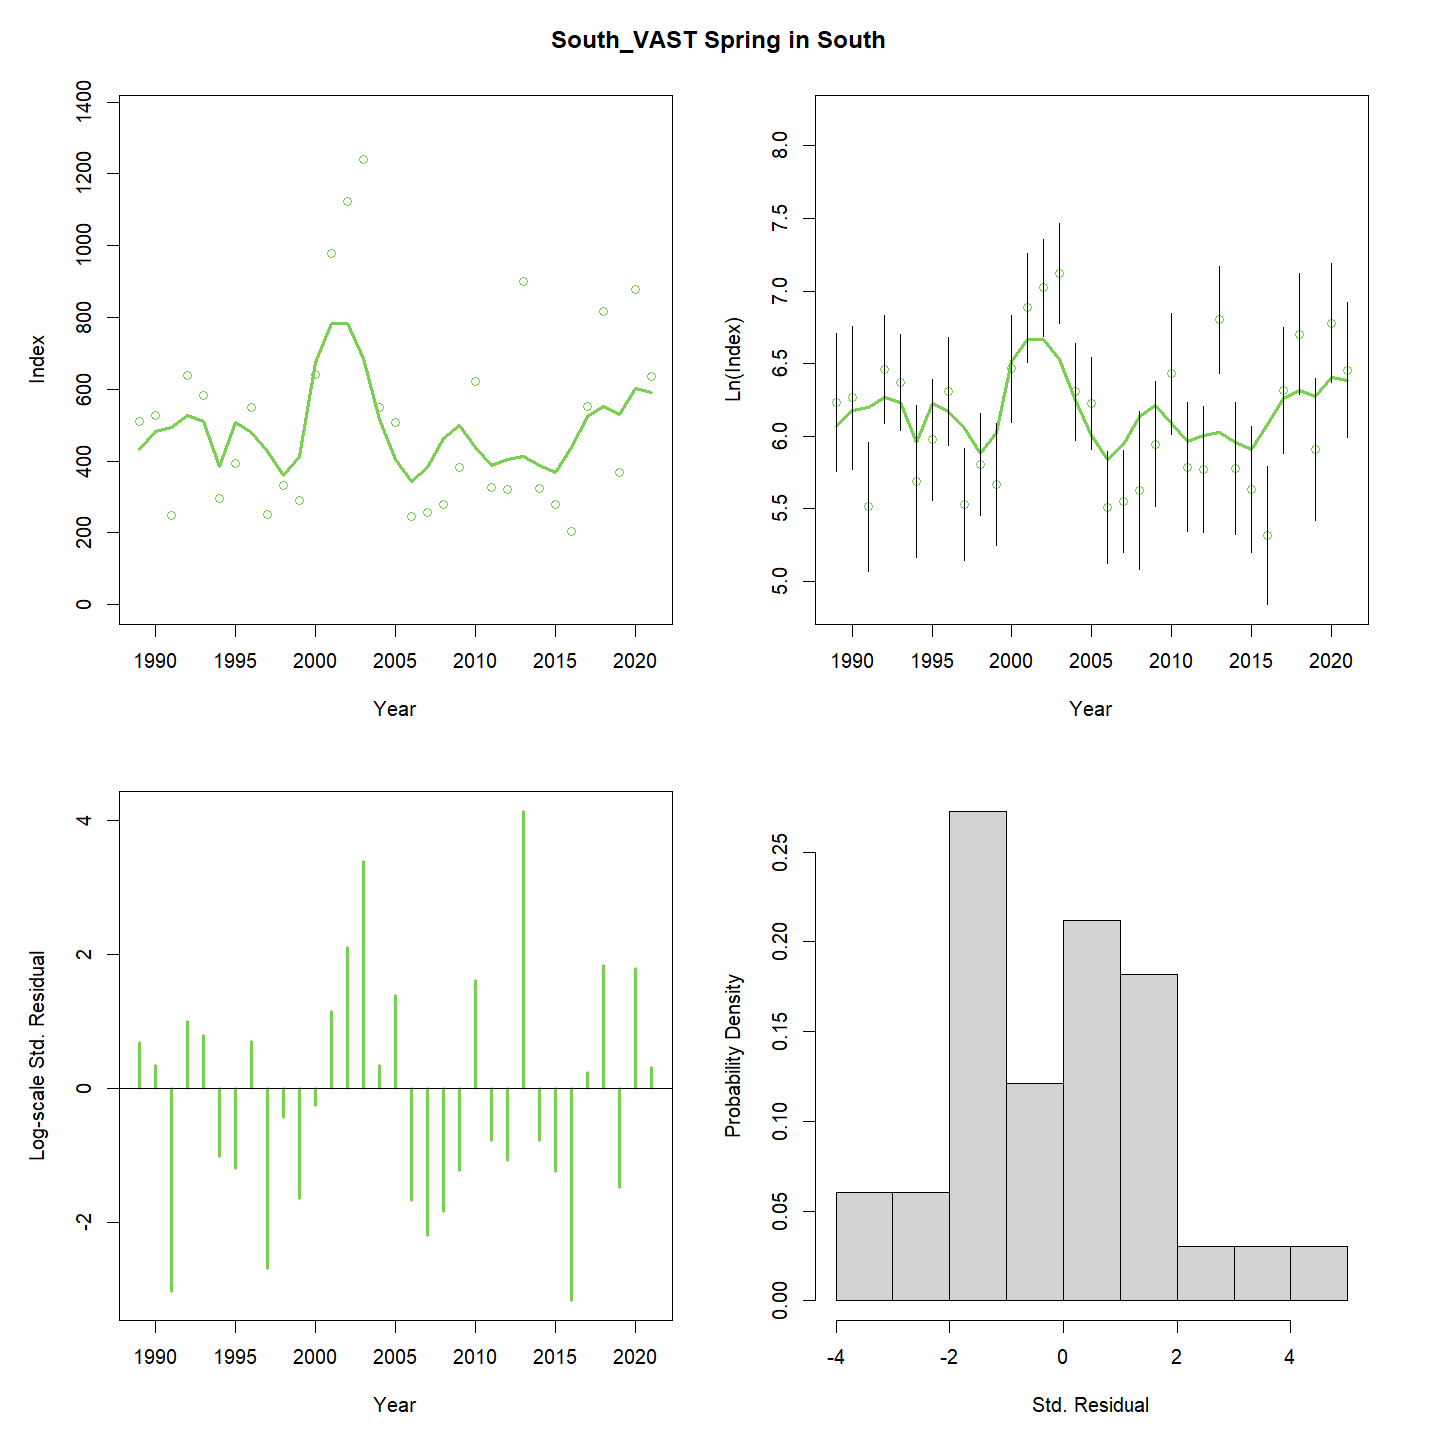 South_VAST Spring in South
Index
0 200 400 600 800 1000 1200 1400
1990 1995 2000 2005 2010 2015 2020
Year
Ln(Index)
5.0 5.5 6.0 6.5 7.0 7.5 8.0
1990 1995 2000 2005 2010 2015 2020
Year
Log-scale Std. Residual
-2 0 2 4
1990 1995 2000 2005 2010 2015 2020
Year
Probability Density
0.00 0.05 0.10 0.15 0.20 0.25
-4 -2 0 2 4
Std. Residual